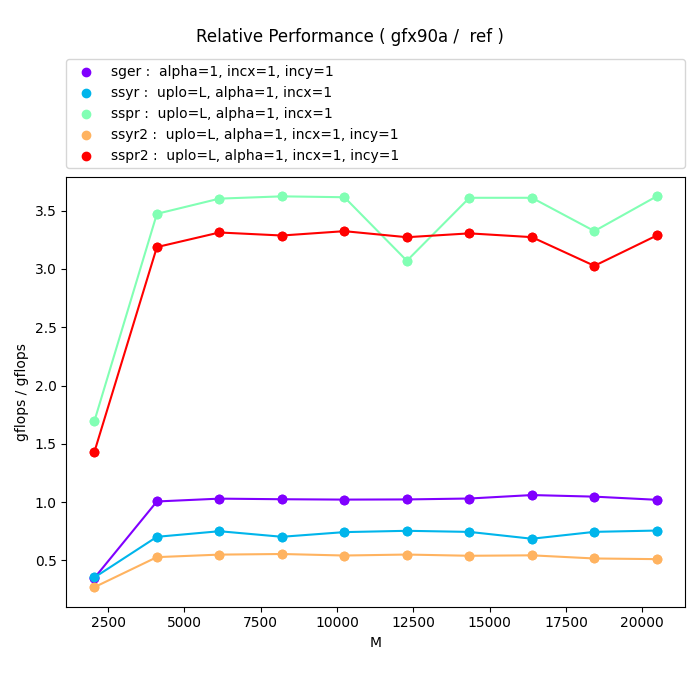 Relative Performance ( gfx90a /  ref )
sger :  alpha=1, incx=1, incy=1
ssyr :  uplo=L, alpha=1, incx=1
sspr :  uplo=L, alpha=1, incx=1
ssyr2 :  uplo=L, alpha=1, incx=1, incy=1
sspr2 :  uplo=L, alpha=1, incx=1, incy=1
3.5
3.0
2.5
2.0
1.5
1.0
0.5
gflops / gflops
2500 5000 7500 10000 12500 15000 17500 20000
M